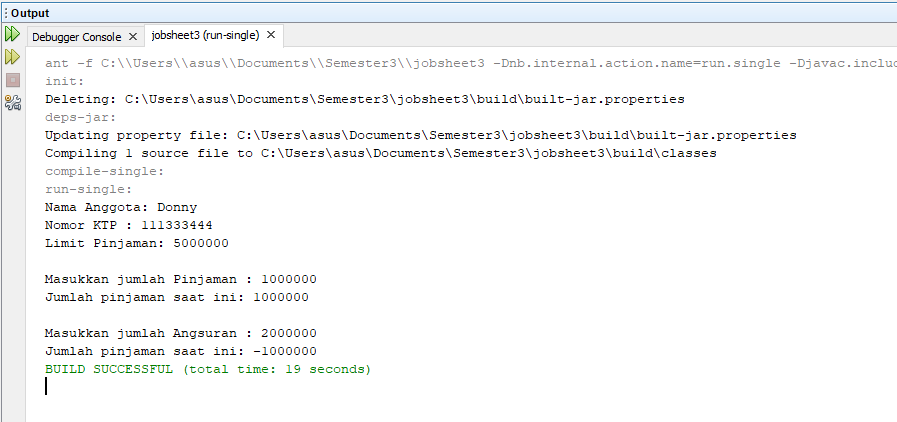 Output
Debugger Console
jobsheet3 (run-single)
ant -f C:\\Users\\asus\\Documents\\Semester3\\jobsheet3 -Dnb.internal.action.name=run.single -Djavac.inclu
init:
Deleting: C:\Users\asus\Documents\Semester3\jobsheet3\build\built-jar.properties
deps-jar:
Updating property file: C:\Users\asus\Documents\Semester3\jobsheet3\build\built-jar.properties
Compiling 1 source file to C:\Users\asus\Documents\Semester3\jobsheet3\build\classes
compile-single:
run-single:
Nama Anggota: Donny
Nomor KTP : 111333444
Limit Pinjaman: 5000000
Masukkan jumlah Pinjaman : 1000000
Jumlah pinjaman saat ini: 1000000
Masukkan jumlah Angsuran : 2000000
Jumlah pinjaman saat ini: -1000000
BUILD SUCCESSFUL (total time: 19 seconds)